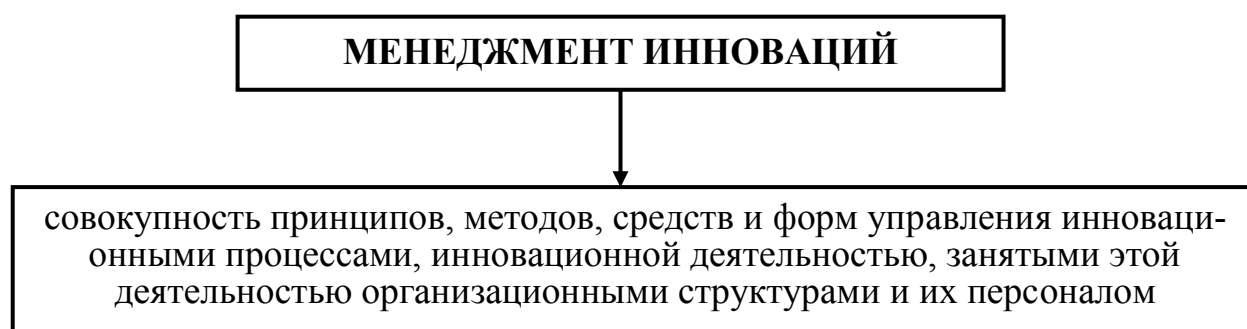 МЕНЕДЖМЕНТ ИННОВАЦИЙ
совокупность принципов, методов, средств и форм управления инноваци-
онными процессами, инновационной деятельностью, занятыми этой
деятельностью организационными структурами и их персоналом